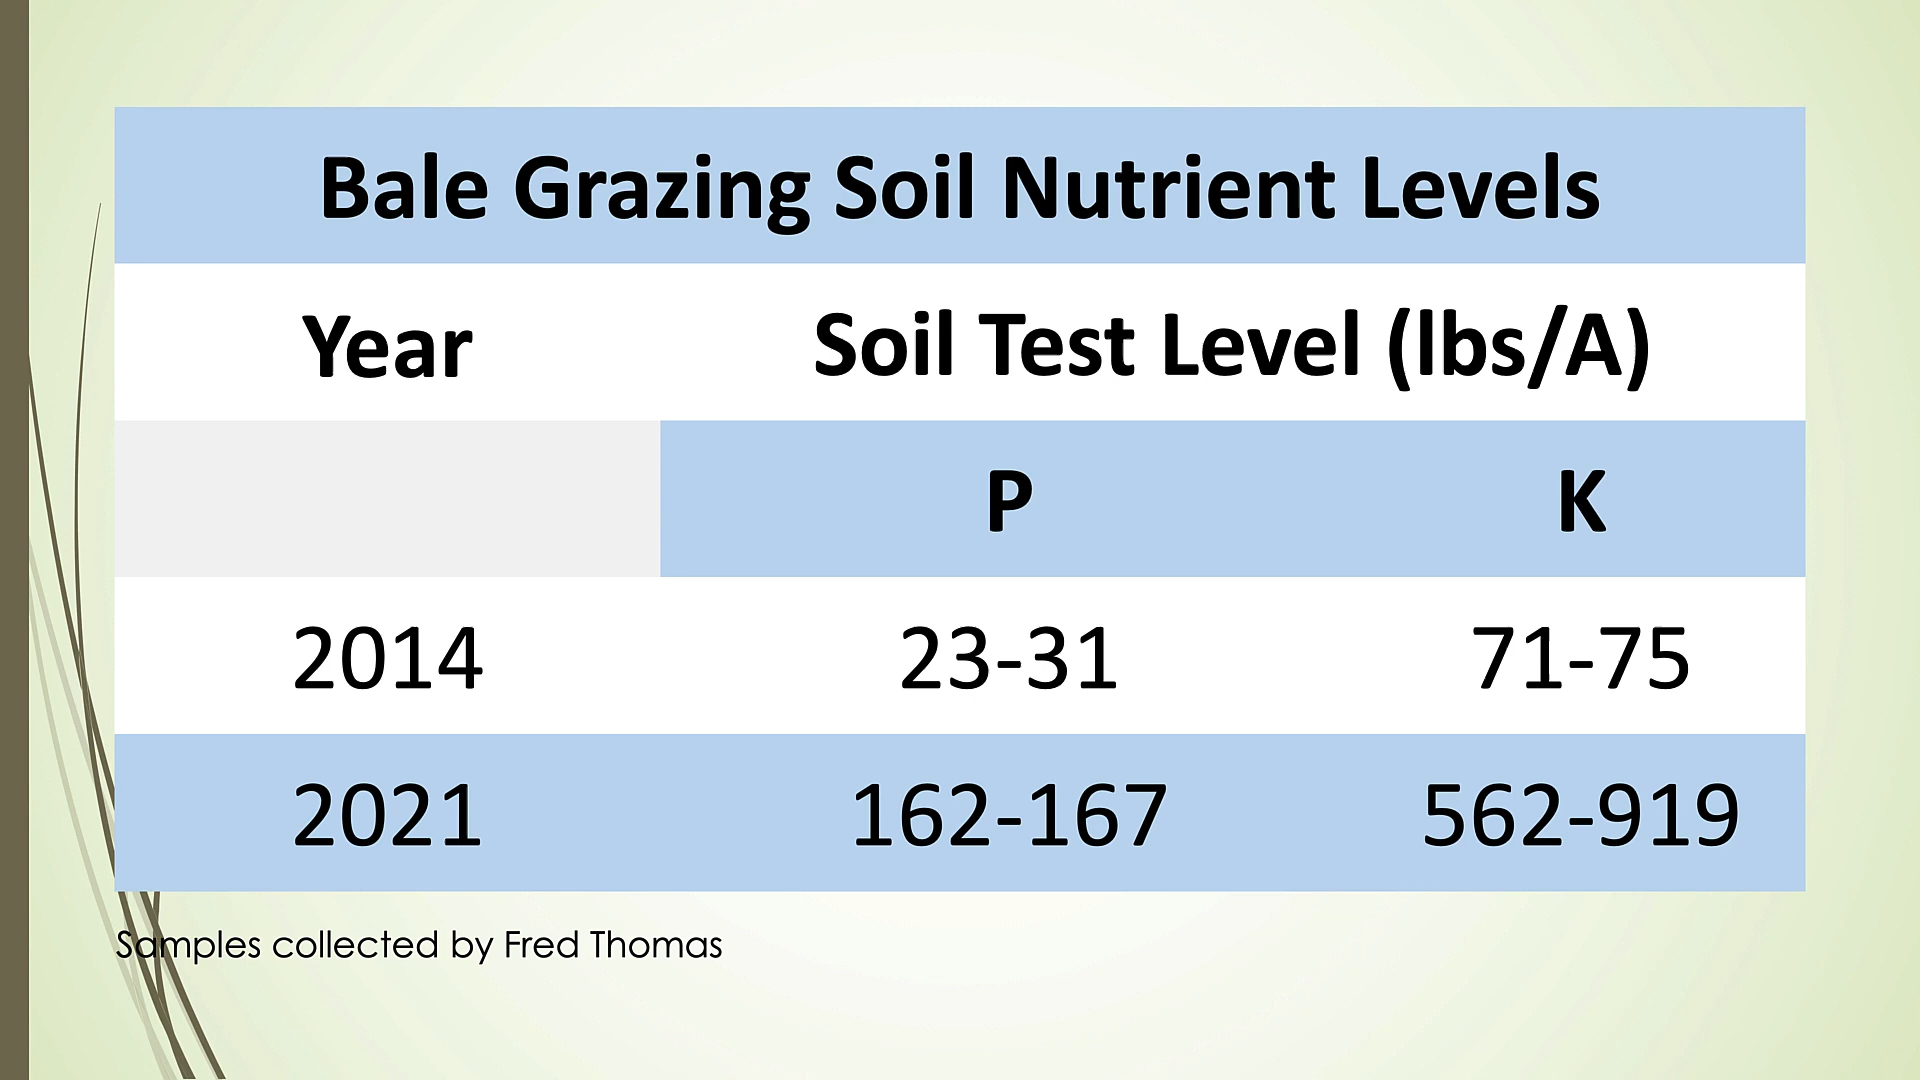 Bale Grazing Soil Nutrient Levels
Year Soil Test Level (lbs/A)
P K
2014 23-31 71-75
2021 162-167 562-919
Samples collected by Fred Thomas